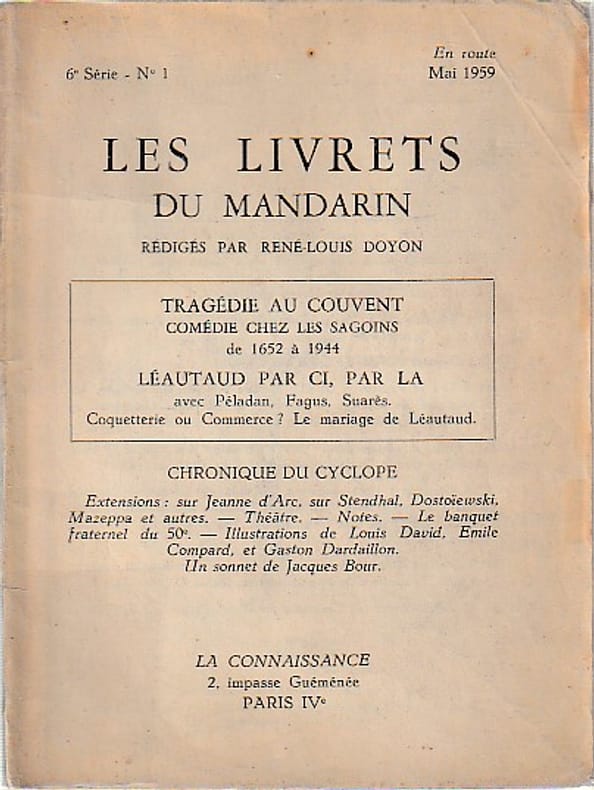 En route
6e Série - No 1 Mai 1959
LES LIVRETS
DU MANDARIN
RÉDIGÉS PAR RENÉ-LOUIS DOYON
TRAGÉDIE AU COUVENT
COMÉDIE CHEZ LES SAGOINS
de 1652 à 1944
LÉAUTAUD PAR CI, PAR LA
avec Péladan, Fagus, Suarès.
Coquetterie ou Commerce ? Le mariage de Léautaud.
CHRONIQUE DU CYCLOPE
Extensions : sur Jeanne d'Arc, sur Stendhal, Dostoïewski,
Mazeppa et autres. — Théâtre. — Notes. — Le banquet
fraternel du 50e. — Illustrations de Louis David, Emile
Compard, et Gaston Dardaillon.
Un sonnet de Jacques Bour.
LA CONNAISSANCE
2, impasse Guéménée
PARIS IVe